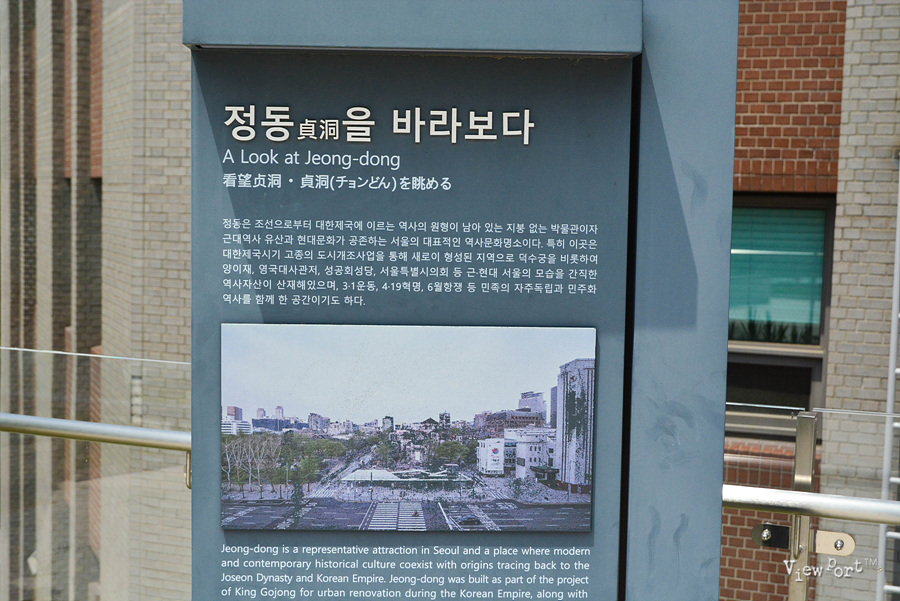 정동貞洞을 바라보다
A Look at Jeong-dong
看望贞洞 · 貞洞(チョンどん)を眺める
정동은 조선으로부터 대한제국에 이르는 역사의 원형이 남아 있는 지붕 없는 박물관이자
근대역사 유산과 현대문화가 공존하는 서울의 대표적인 역사문화명소이다. 특히 이곳은
대한제국시기 고종의 도시개조사업을 통해 새로이 형성된 지역으로 덕수궁을 비롯하여
양이재, 영국대사관저, 성공회성당, 서울특별시의회 등 근·현대 서울의 모습을 간직한
역사자산이 산재해있으며, 3·1운동, 4·19혁명, 6월항쟁 등 민족의 자주독립과 민주화
역사를 함께 한 공간이기도 하다.
Jeong-dong is a representative attraction in Seoul and a place where modern
and contemporary historical culture coexist with origins tracing back to the
Joseon Dynasty and Korean Empire. Jeong-dong was built as part of the project
of King Gojong for urban renovation during the Korean Empire, along with
ViewPort™